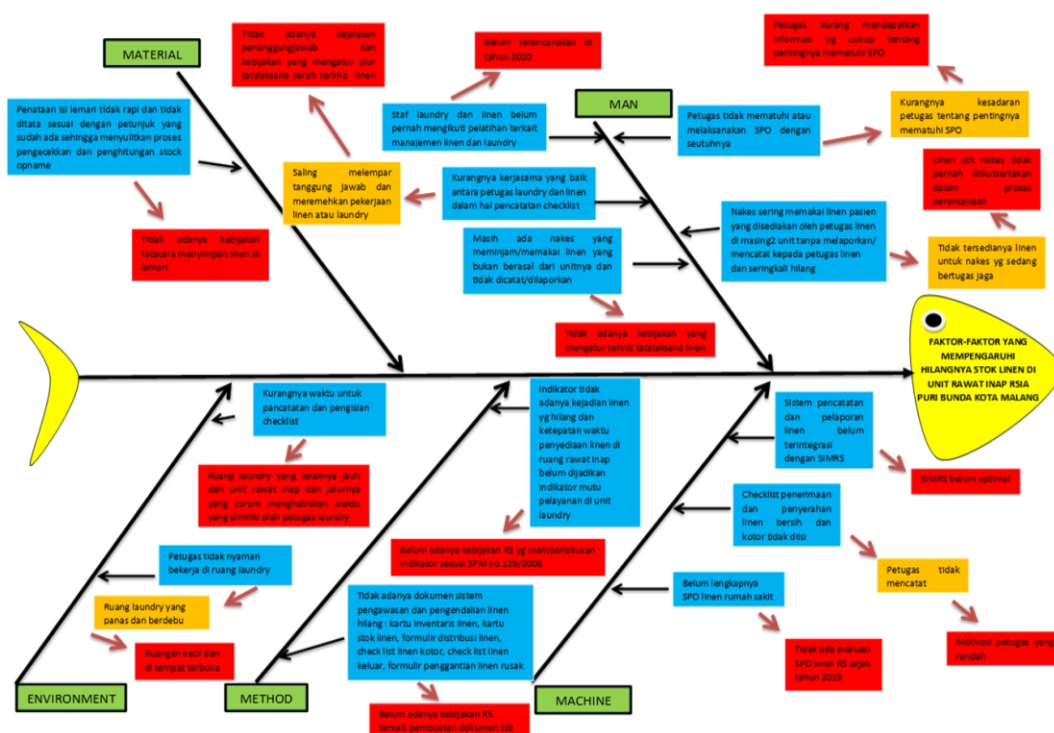 MATERIAL
Tidak adanya kejelasan
penanggungjawab dan
kebijakan yang mengatur alur
tatalaksana serah terima linen
Belum terencanakan di
tahun 2020
Petugas kurang mendapatkan
informasi yg cukup tentang
pentingnya mematuhi SPO
MAN
Penataan isi lemari tidak rapi dan tidak
ditata sesuai dengan petunjuk yang
sudah ada sehingga menyulitkan proses
pengecekkan dan penghitungan stock
opname
Staf laundry dan linen belum
pernah mengikuti pelatihan terkait
manajemen linen dan laundry
Petugas tidak mematuhi atau
melaksanakan SPO dengan
seutuhnya
Kurangnya kesadaran
petugas tentang pentingnya
mematuhi SPO
Saling melempar
tanggung jawab dan
meremehkan pekerjaan
linen atau laundry
Kurangnya kerjasama yang baik
antara petugas laundry dan linen
dalam hal pencatatan checklist
Linen utk nakes tidak
pernah diikutsertakan
dalam proses
perencanaan
Tidak adanya kebijakan
tatacara menyimpan linen di
lemari
Masih ada nakes yang
meminjam/memakai linen yang
bukan berasal dari unitnya dan
tidak dicatat/dilaporkan
Nakes sering memakai linen pasien
yang disediakan oleh petugas linen
di masing2 unit tanpa melaporkan/
mencatat kepada petugas linen
dan seringkali hilang
Tidak tersedianya linen
untuk nakes yg sedang
bertugas jaga
Tidak adanya kebijakan yang
mengatur tehnis tatalaksana linen
FAKTOR-FAKTOR YANG
MEMPENGARUHI
HILANGNYA STOK LINEN DI
UNIT RAWAT INAP RSIA
PURI BUNDA KOTA MALANG
Kurangnya waktu untuk
pancatatan dan pengisian
checklist
Indikator tidak
adanya kejadian linen
yg hilang dan
ketepatan waktu
penyediaan linen di
ruang rawat inap
belum dijadikan
indikator mutu
pelayanan di unit
laundry
Sistem pencatatan
dan pelaporan
linen belum
terintegrasi
dengan SIMRS
Ruang laundry yang letaknya jauh
dari unit rawat inap dan jalurnya
yang curam menghabiskan waktu
yang dimiliki oleh petugas laundry
SIMRS belum optimal
Checklist penerimaan
dan penyerahan
linen bersih dan
kotor tidak diisi
Petugas tidak nyaman
bekerja di ruang laundry
Belum adanya kebijakan RS yg memberlakukan
indikator sesuai SPM no 129/2008
Petugas tidak
mencatat
Ruang laundry yang
panas dan berdebu
Tidak adanya dokumen sistem
pengawasan dan pengendalian linen
hilang : kartu inventaris linen, kartu
stok linen, formulir distribusi linen,
check list linen kotor, check list linen
keluar, formulir penggantian linen rusak
Belum lengkapnya
SPO linen rumah sakit
Ruangan kecil dan
di tempat terbuka
Tidak ada evaluasi
SPO linen RS sejak
tahun 2019
Motivasi petugas yang
rendah
ENVIRONMENT
METHOD
MACHINE
Belum adanya kebijakan RS
terkait pembuatan dokumen tsb